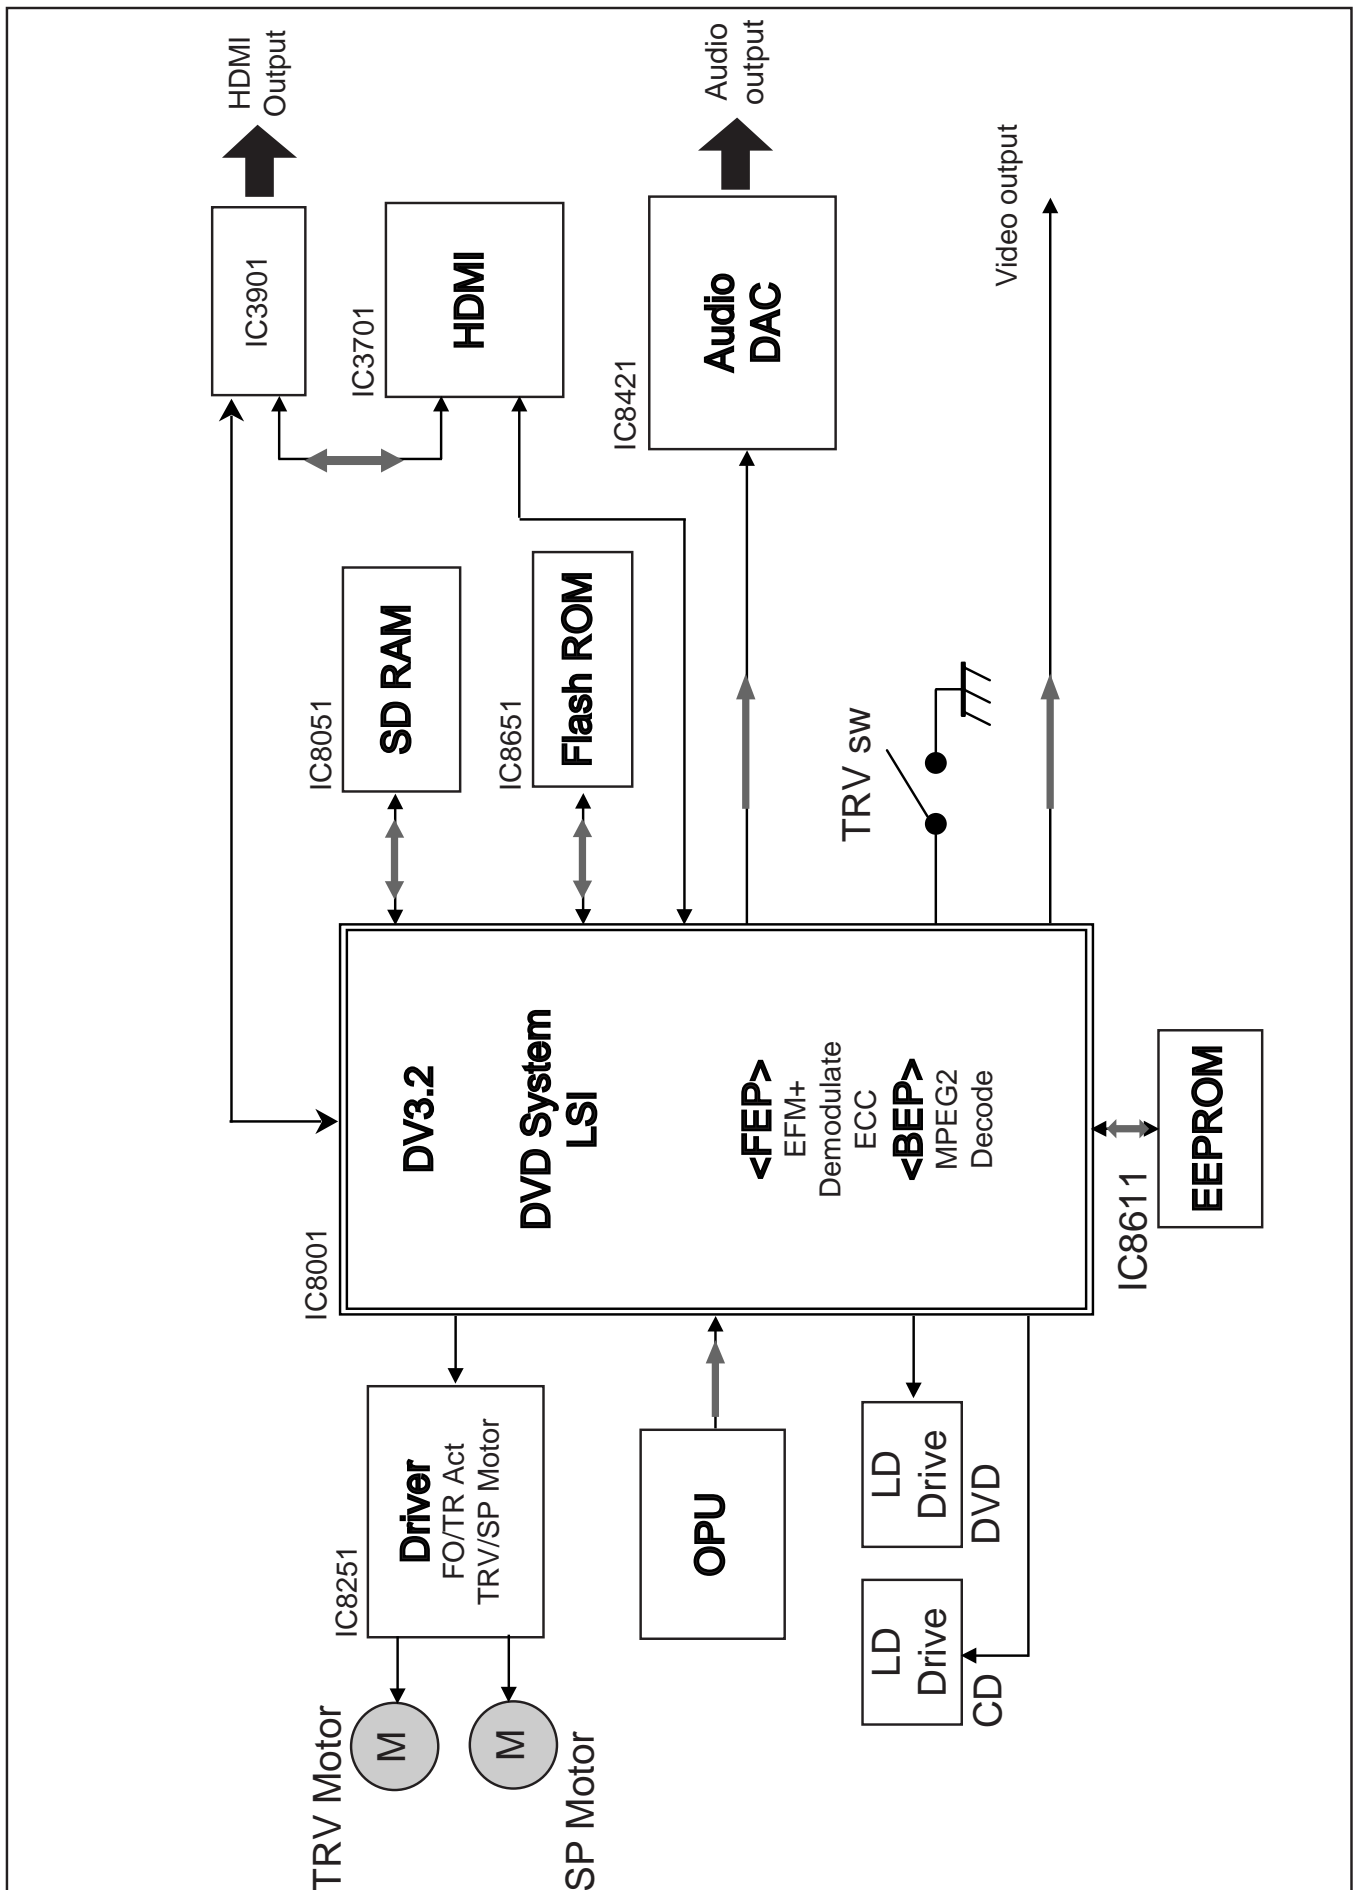 TRV Motor
M
SP Motor
M
IC8251
Driver
FO/TR Act
TRV/SP Motor
OPU
LD
Drive
CD
LD
Drive
DVD
IC8001
DV3.2
DVD System
LSI
<FEP>
EFM+
Demodulate
ECC
<BEP>
MPEG2
Decode
IC8611
EEPROM
IC8051
SD RAM
IC8651
Flash ROM
TRV sw
IC3901
HDMI
Output
IC3701
HDMI
IC8421
Audio
DAC
Audio
output
Video output